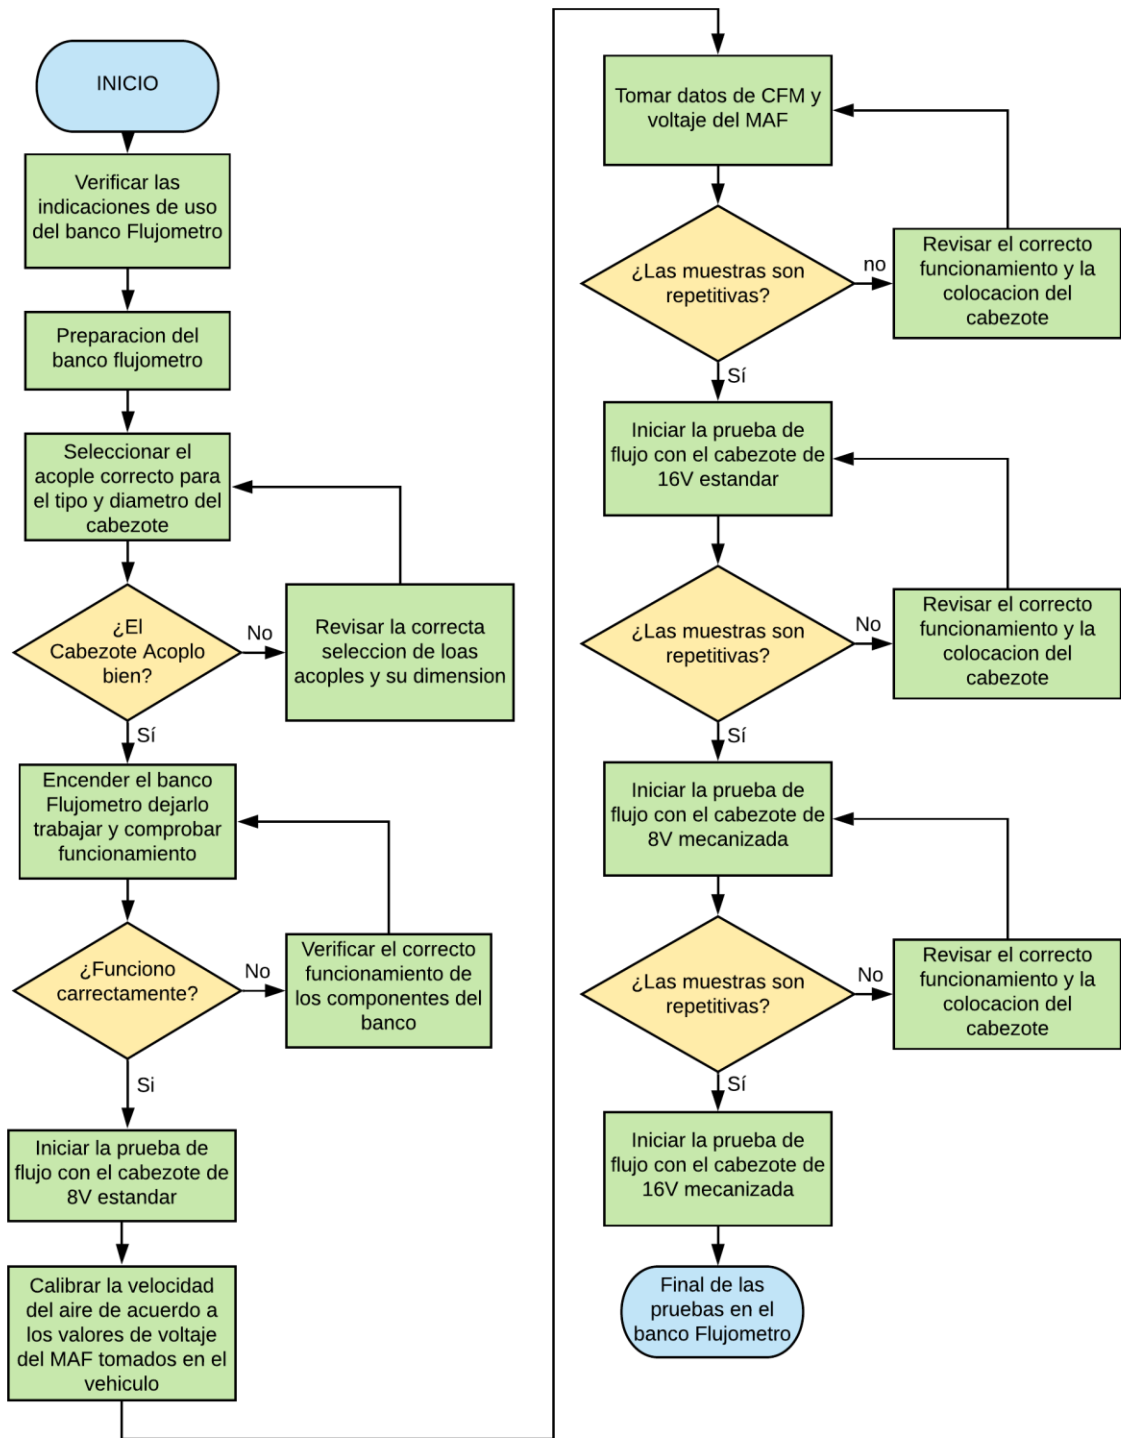 INICIO
Verificar las
indicaciones de uso
del banco Flujometro
Preparacion del
banco flujometro
Seleccionar el
acople correcto para
el tipo y diametro del
cabezote
¿El
Cabezote Acoplo
bien?
No
Revisar la correcta
seleccion de loas
acoples y su dimension
Sí
Encender el banco
Flujometro dejarlo
trabajar y comprobar
funcionamiento
¿Funciono
carrectamente?
No
Verificar el correcto
funcionamiento de
los componentes del
banco
Si
Iniciar la prueba de
flujo con el cabezote de
8V estandar
Calibrar la velocidad
del aire de acuerdo a
los valores de voltaje
del MAF tomados en el
vehiculo
Tomar datos de CFM y
voltaje del MAF
¿Las muestras son
repetitivas?
no
Revisar el correcto
funcionamiento y la
colocacion del
cabezote
Sí
Iniciar la prueba de
flujo con el cabezote de
16V estandar
¿Las muestras son
repetitivas?
No
Revisar el correcto
funcionamiento y la
colocacion del
cabezote
Sí
Iniciar la prueba de
flujo con el cabezote de
8V mecanizada
¿Las muestras son
repetitivas?
No
Revisar el correcto
funcionamiento y la
colocacion del
cabezote
Sí
Iniciar la prueba de
flujo con el cabezote de
16V mecanizada
Final de las
pruebas en el
banco Flujometro